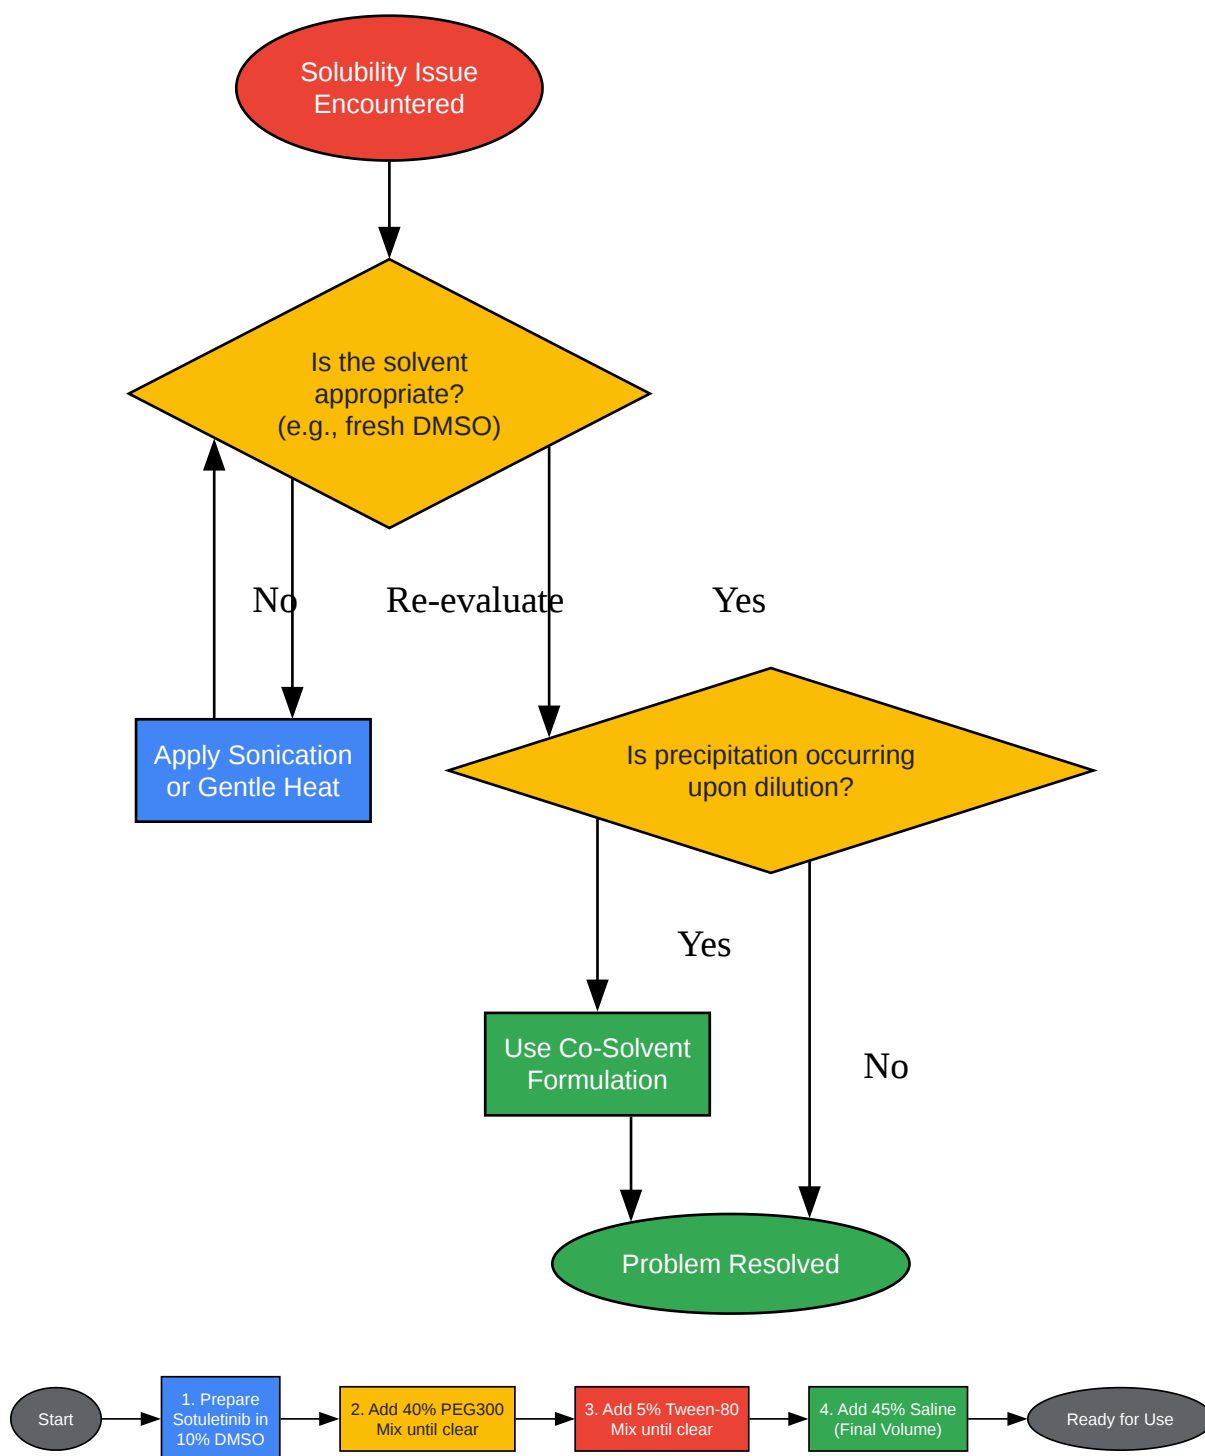 Solubility Issue
Encountered
Is the solvent
appropriate?
(e.g., fresh DMSO)
No
Re-evaluate
Yes
Apply Sonication
or Gentle Heat
Is precipitation occurring
upon dilution?
Yes
Use Co-Solvent
Formulation
No
Problem Resolved
Start
1. Prepare
Sotuletinib in
10% DMSO
2. Add 40% PEG300
Mix until clear
3. Add 5% Tween-80
Mix until clear
4. Add 45% Saline
(Final Volume)
Ready for Use